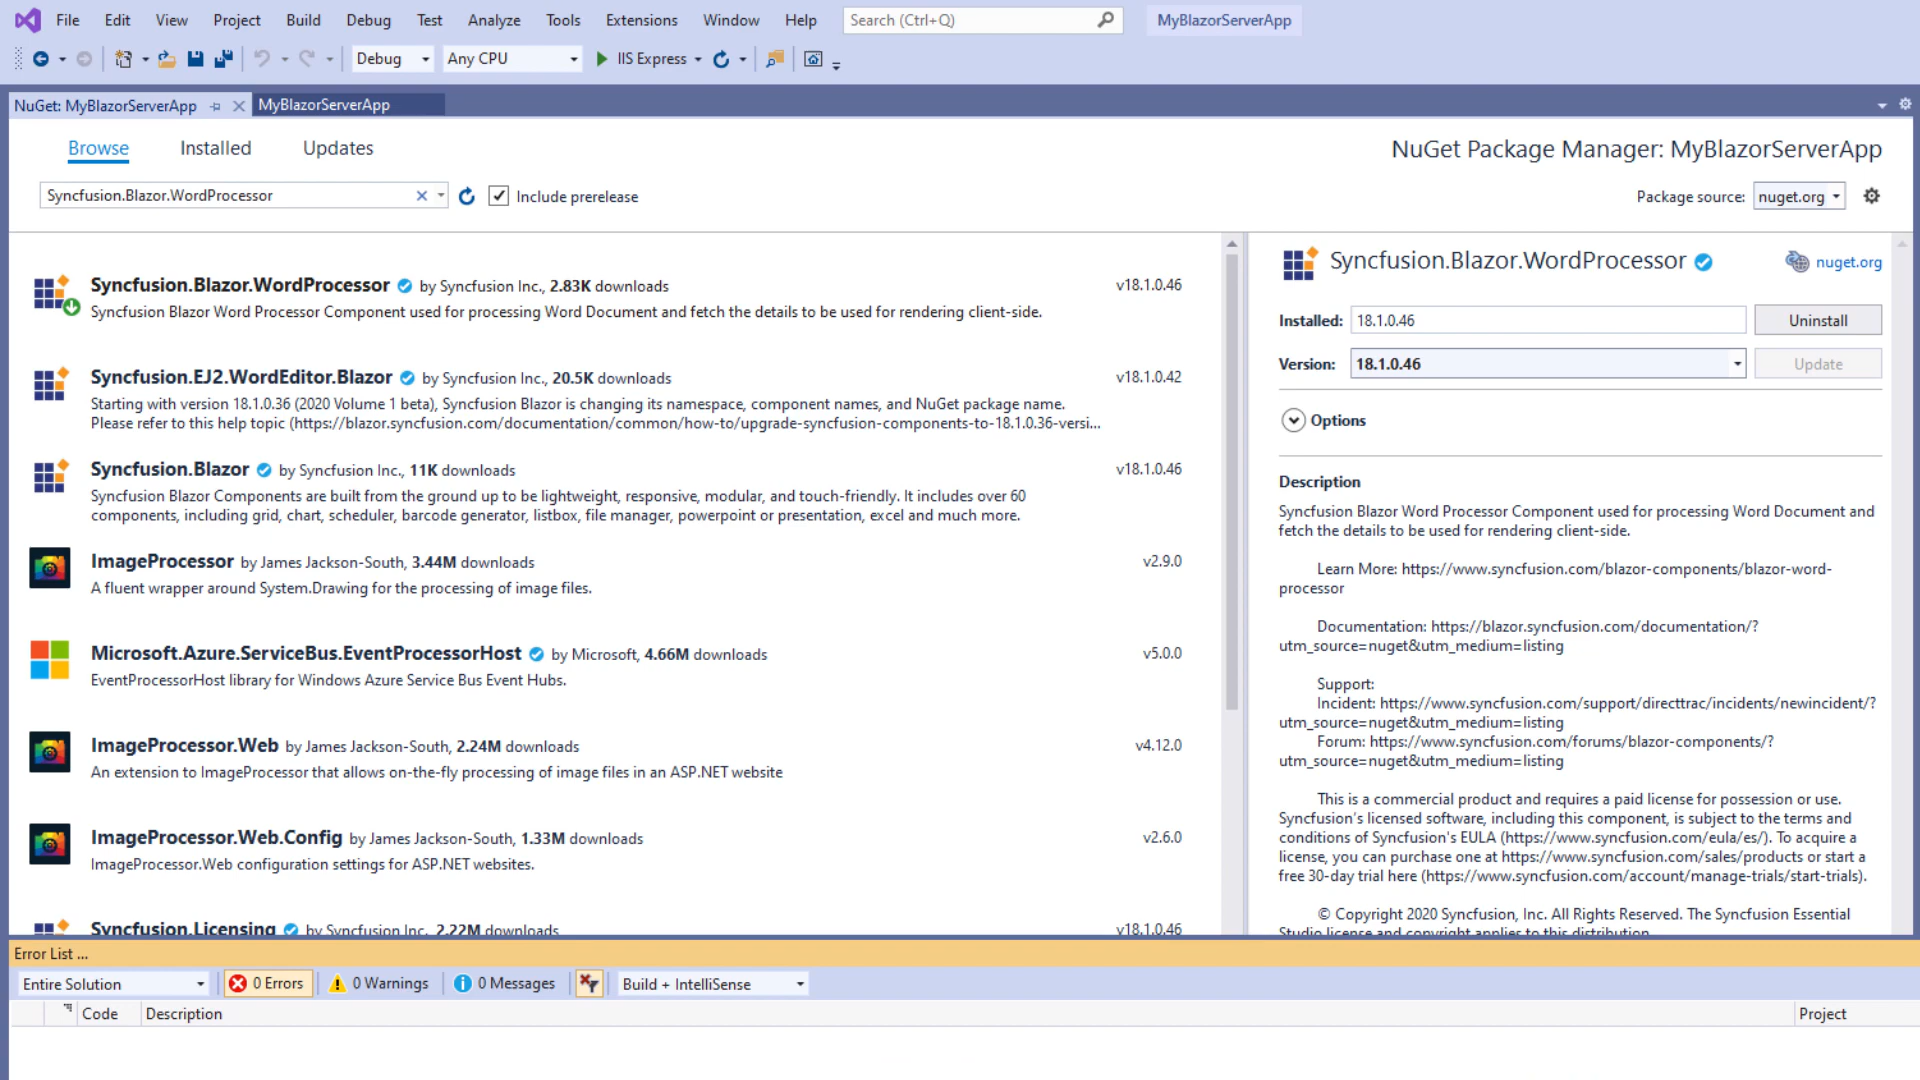 File Edit View Project Build Debug Test Analyze Tools Extensions Window Help Search (Ctrl+Q) MyBlazorServerApp
Debug Any CPU IIS Express
NuGet: MyBlazorServerApp MyBlazorServerApp
Browse Installed Updates
NuGet Package Manager: MyBlazorServerApp
Syncfusion.Blazor.WordProcessor
Include prerelease
Package source: nuget.org
Syncfusion.Blazor.WordProcessor by Syncfusion Inc., 2.83K downloads v18.1.0.46
Syncfusion Blazor Word Processor Component used for processing Word Document and fetch the details to be used for rendering client-side.
Syncfusion.EJ2.WordEditor.Blazor by Syncfusion Inc., 20.5K downloads v18.1.0.42
Starting with version 18.1.0.36 (2020 Volume 1 beta), Syncfusion Blazor is changing its namespace, component names, and NuGet package name.
Please refer to this help topic (https://blazor.syncfusion.com/documentation/common/how-to/upgrade-syncfusion-components-to-18.1.0.36-versi...
Syncfusion.Blazor by Syncfusion Inc., 11K downloads v18.1.0.46
Syncfusion Blazor Components are built from the ground up to be lightweight, responsive, modular, and touch-friendly. It includes over 60
components, including grid, chart, scheduler, barcode generator, listbox, file manager, powerpoint or presentation, excel and much more.
ImageProcessor by James Jackson-South, 3.44M downloads v2.9.0
A fluent wrapper around System.Drawing for the processing of image files.
Microsoft.Azure.ServiceBus.EventProcessorHost by Microsoft, 4.66M downloads v5.0.0
EventProcessorHost library for Windows Azure Service Bus Event Hubs.
ImageProcessor.Web by James Jackson-South, 2.24M downloads v4.12.0
An extension to ImageProcessor that allows on-the-fly processing of image files in an ASP.NET website
ImageProcessor.Web.Config by James Jackson-South, 1.33M downloads v2.6.0
ImageProcessor.Web configuration settings for ASP.NET websites.
Syncfusion.Licensing by Syncfusion Inc., 2.22M downloads v18.1.0.46
Syncfusion.Blazor.WordProcessor nuget.org
Installed: 18.1.0.46 Uninstall
Version: 18.1.0.46 Update
Options
Description
Syncfusion Blazor Word Processor Component used for processing Word Document and
fetch the details to be used for rendering client-side.
Learn More: https://www.syncfusion.com/blazor-components/blazor-word-
processor
Documentation: https://blazor.syncfusion.com/documentation/?
utm_source=nuget&utm_medium=listing
Support:
Incident: https://www.syncfusion.com/support/directtrac/incidents/newincident/?
utm_source=nuget&utm_medium=listing
Forum: https://www.syncfusion.com/forums/blazor-components/?
utm_source=nuget&utm_medium=listing
This is a commercial product and requires a paid license for possession or use.
Syncfusion's licensed software, including this component, is subject to the terms and
conditions of Syncfusion's EULA (https://www.syncfusion.com/eula/es/). To acquire a
license, you can purchase one at https://www.syncfusion.com/sales/products or start a
free 30-day trial here (https://www.syncfusion.com/account/manage-trials/start-trials).
© Copyright 2020 Syncfusion, Inc. All Rights Reserved. The Syncfusion Essential
Studio license and copyright applies to this distribution.
Error List ...
Entire Solution 0 Errors 0 Warnings 0 Messages Build + IntelliSense
Code Description Project